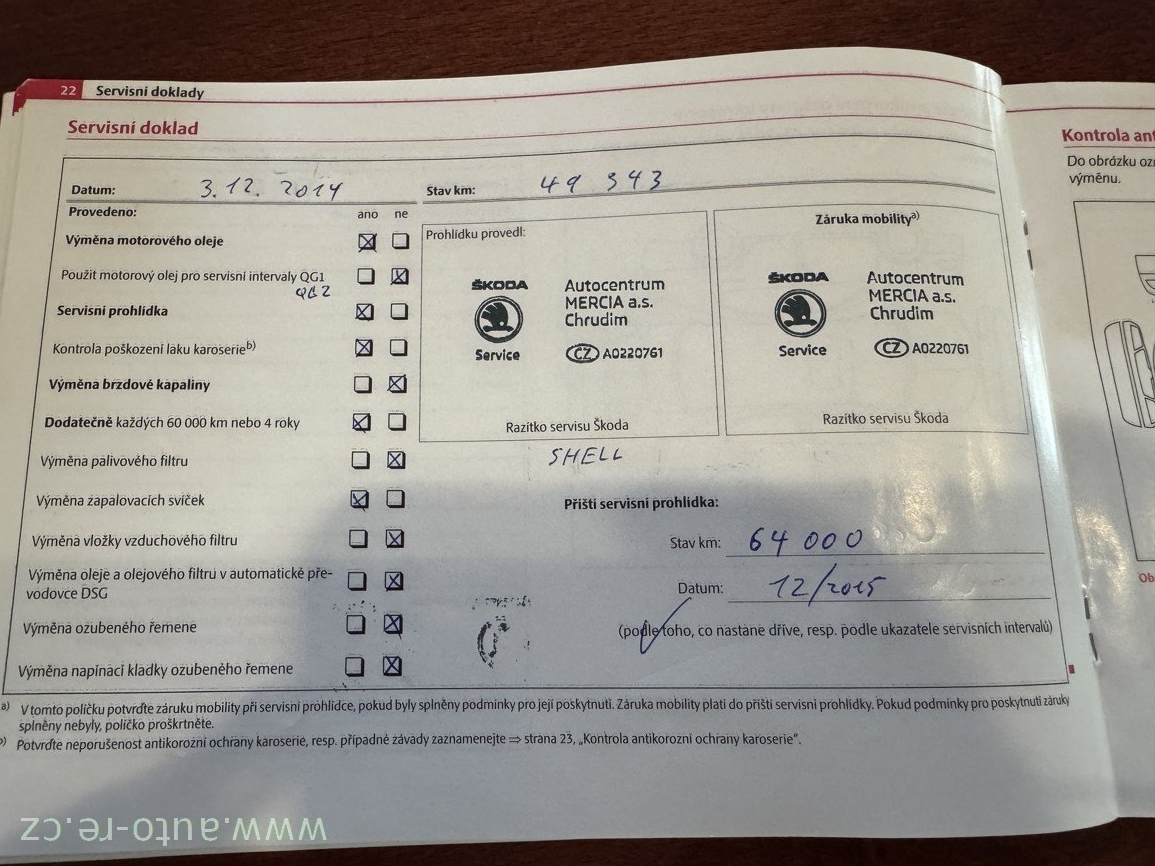 22 Servisní doklady
Servisní doklad
Datum: 3.12. 2014 Stav km: 49 343
Provedeno: ano ne
Výměna motorového oleje
Použit motorový olej pro servisní intervaly QG1
QG2
Servisní prohlídka
Kontrola poškození laku karoserie b)
Výměna brzdové kapaliny
Dodatečně každých 60 000 km nebo 4 roky
Výměna palivového filtru
Výměna zapalovacích svíček
Výměna vložky vzduchového filtru
Výměna oleje a olejového filtru v automatické pře-
vodovce DSG
Výměna ozubeného řemene
Výměna napínací kladky ozubeného řemene
Prohlídku provedl:
ŠKODA
Service
Autocentrum
MERCIA a.s.
Chrudim
CZ A0220761
Razítko servisu Škoda
Záruka mobility a)
ŠKODA
Service
Autocentrum
MERCIA a.s.
Chrudim
CZ A0220761
Razítko servisu Škoda
SHELL
Příští servisní prohlídka:
Stav km: 64 000
Datum: 12/2015
(podle toho, co nastane dříve, resp. podle ukazatele servisních intervalů)
a) V tomto políčku potvrďte záruku mobility při servisní prohlídce, pokud byly splněny podmínky pro její poskytnutí. Záruka mobility platí do příští servisní prohlídky. Pokud podmínky pro poskytnutí záruky
splněny nebyly, políčko proškrtněte.
b) Potvrďte neporušenost antikorozní ochrany karoserie, resp. případné závady zaznamenejte ⇒ strana 23, „Kontrola antikorozní ochrany karoserie“.
Kontrola ant
Do obrázku ozn
výměnu.
Ob
www.auto-re.cz